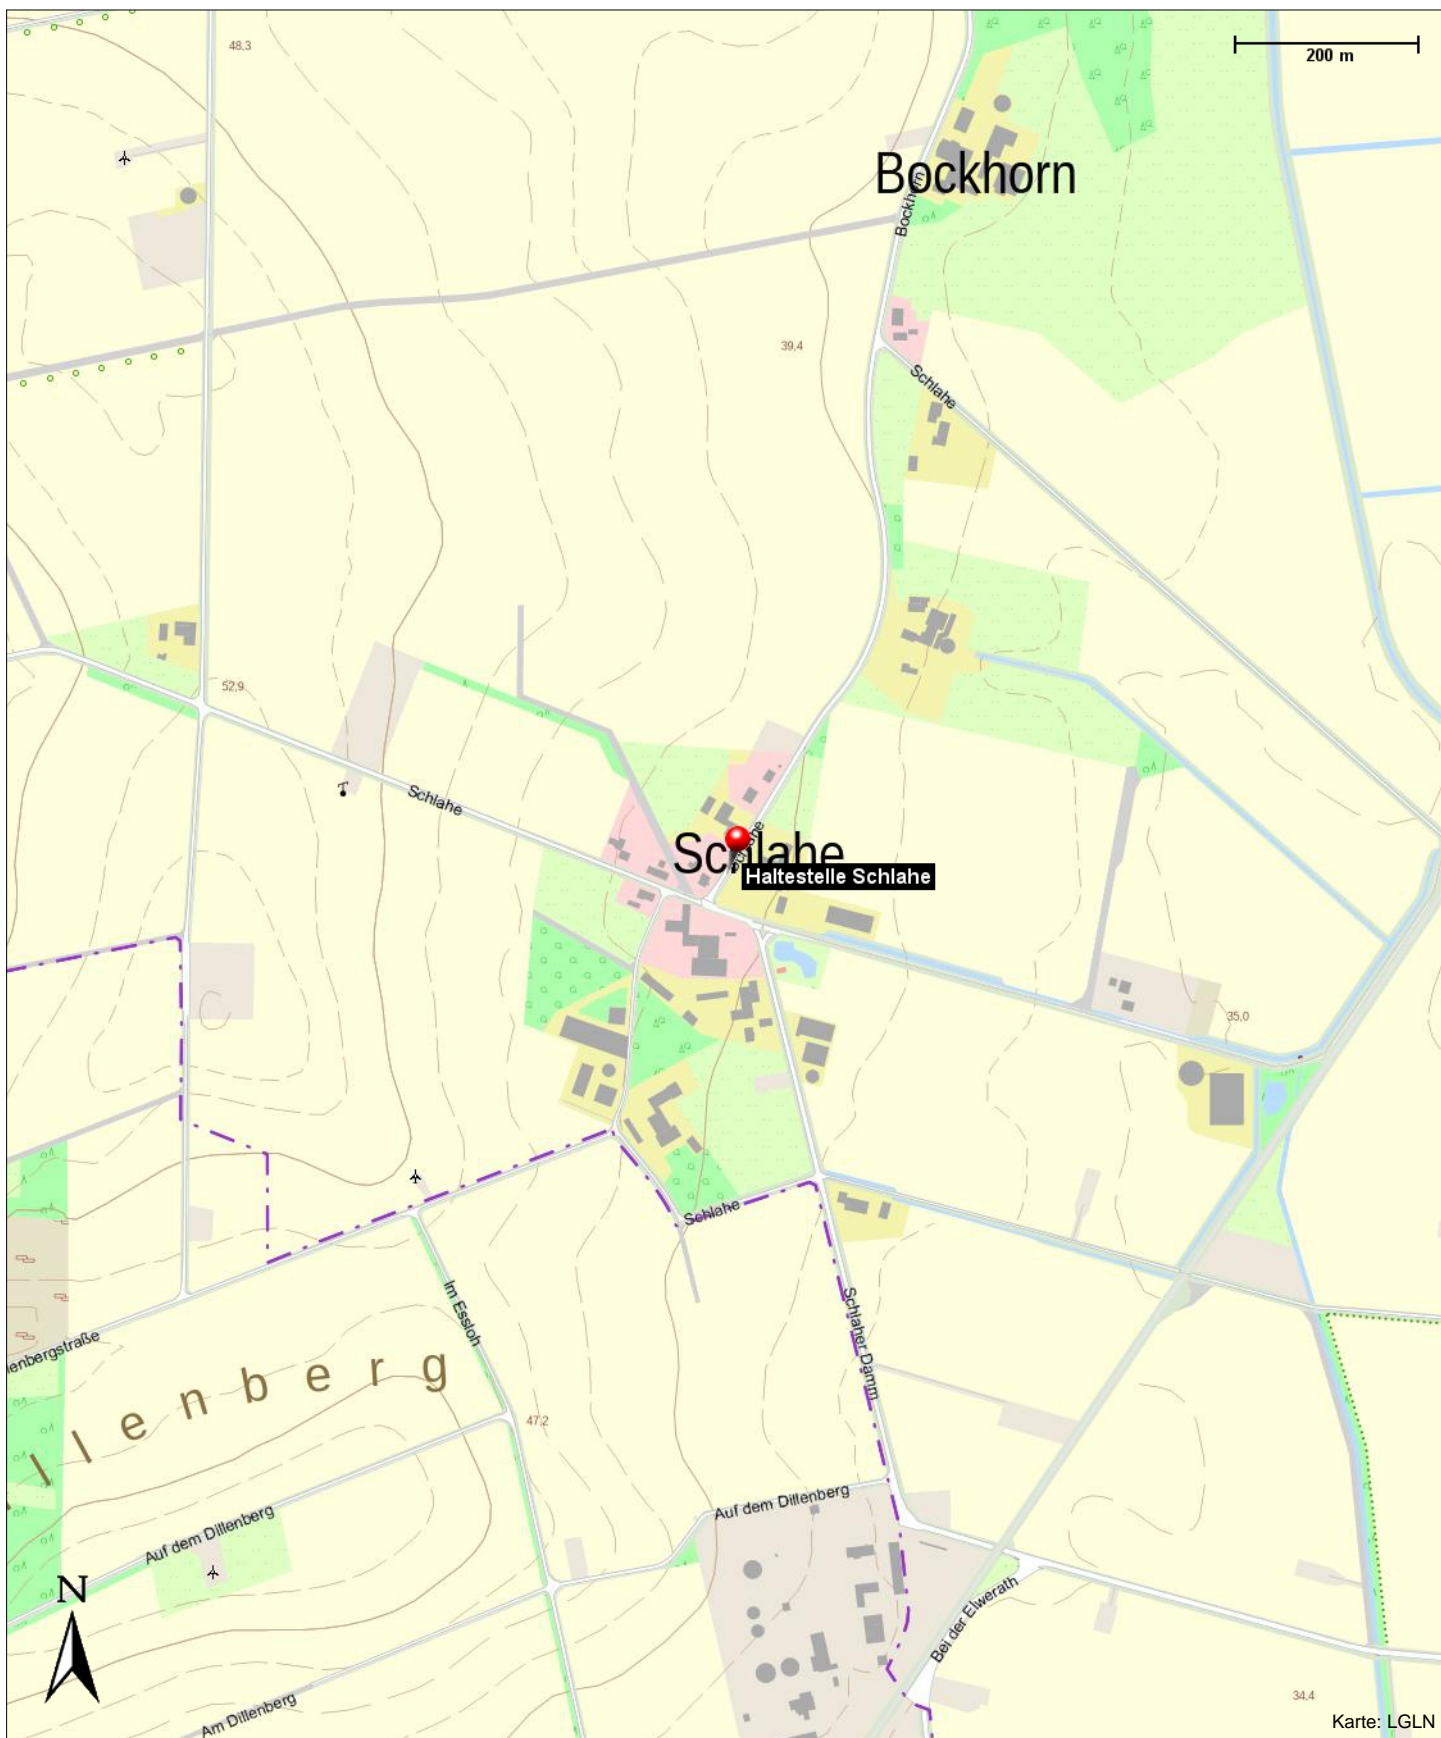 48,3
200 m
Bockhorn
Bockhorn
39,4
Schlahe
52,9
Schlahe
Schlahe
Schlahe
Haltestelle Schlahe
35,0
Schlahe
Im Essloh
Schlaher Damm
lenbergstraße
llenberg
47,2
Auf dem Dillenberg
Auf dem Dillenberg
N
Bei der Elwerath
Am Dillenberg
34,4
Karte: LGLN